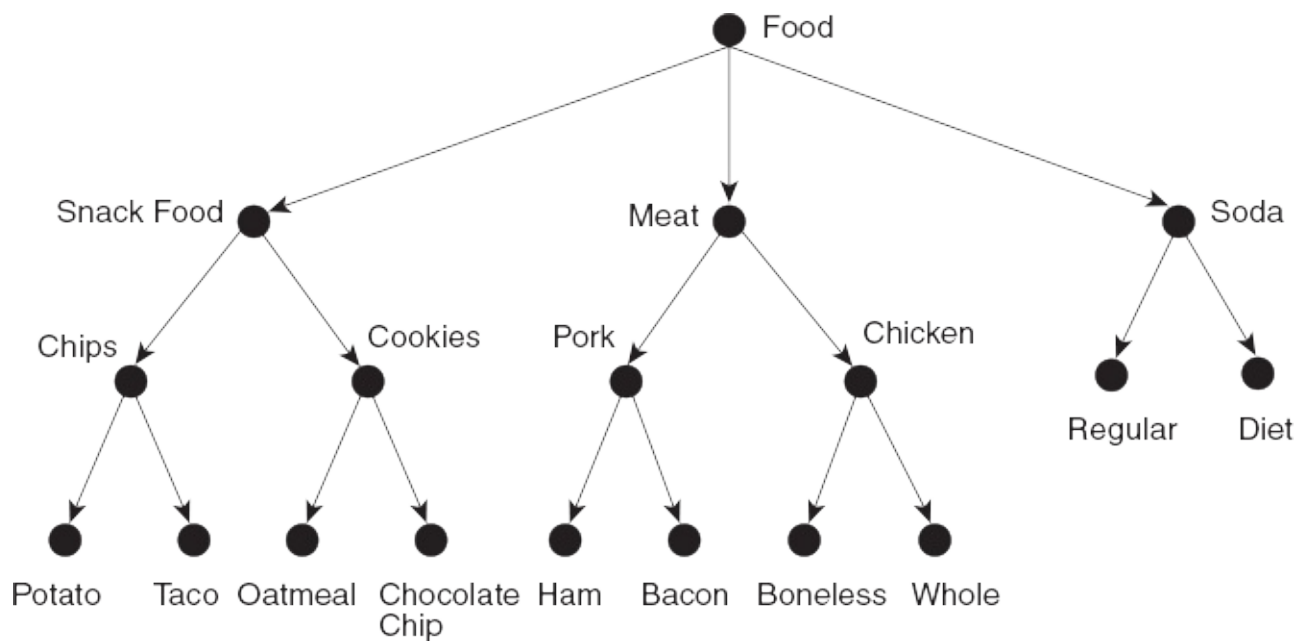 Food
Snack Food
Meat
Soda
Chips
Cookies
Pork
Chicken
Regular
Diet
Potato
Taco
Oatmeal
Chocolate
Chip
Ham
Bacon
Boneless
Whole